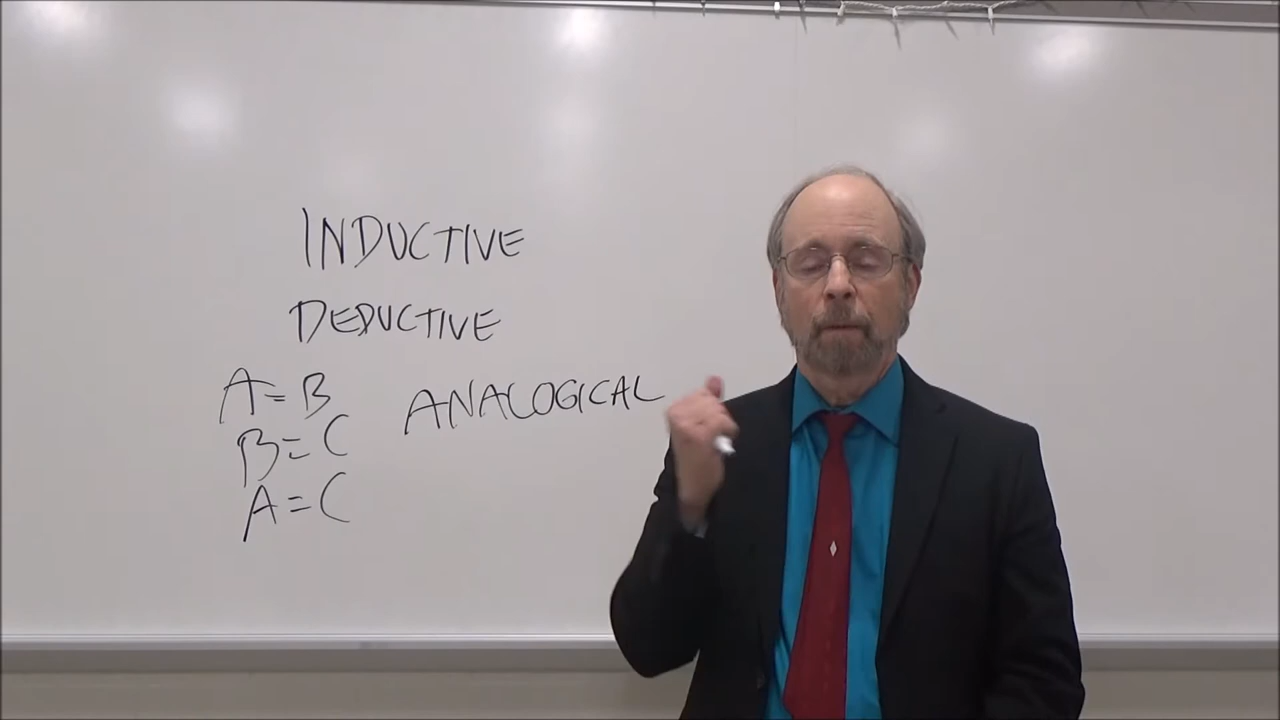 INDUCTIVE
DEDUCTIVE
A=B
B=C
A=C
ANALOGICAL